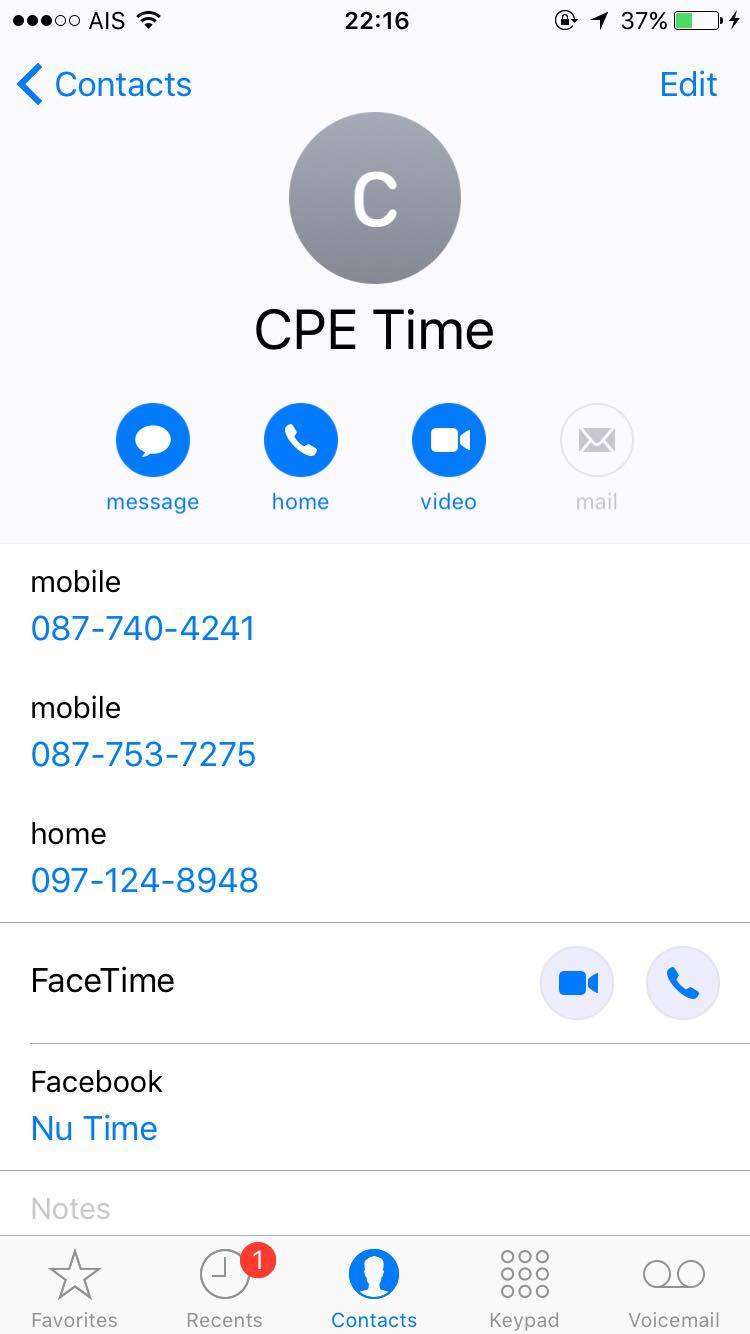 AIS 22:16 37%
Contacts Edit
C
CPE Time
message home video mail
mobile
087-740-4241
mobile
087-753-7275
home
097-124-8948
FaceTime
Facebook
Nu Time
Notes
1
Favorites Recents Contacts Keypad Voicemail